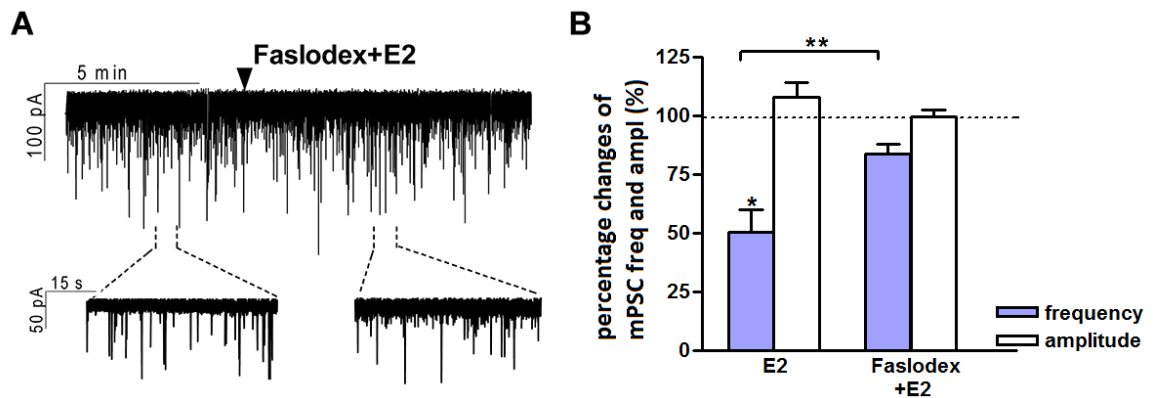 A
Faslodex+E2
5 min
100 pA
15 s
50 pA
B
percentage changes of
mPSC freq and ampl (%)
125
100
75
50
25
0
**
*
E2
Faslodex
+E2
frequency
amplitude